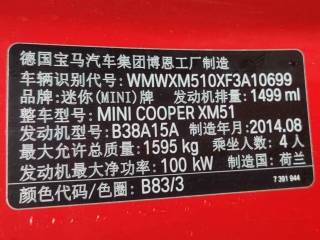 德国宝马汽车集团博恩工厂制造
车辆识别代号: WMWXM510XF3A10699
品牌: 迷你(MINI)牌 发动机排量: 1499 ml
整车型号: MINI COOPER XM51
发动机型号: B38A15A 制造年月: 2014.08
最大允许总质量: 1595 kg 乘坐人数: 4 人
发动机最大净功率: 100 kW 制造国: 荷兰
颜色代码/色圈: B83/3
7 391 944